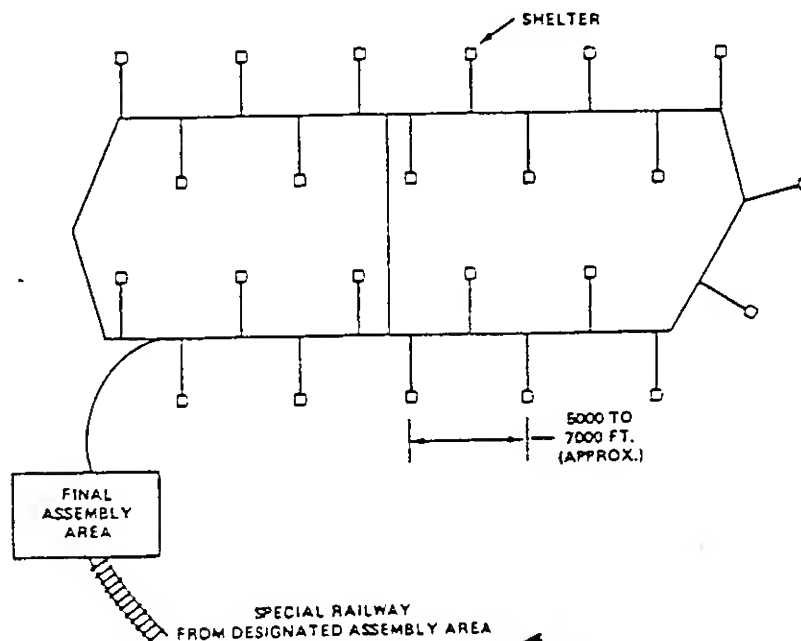 SHELTER
5000 TO
7000 FT.
(APPROX.)
FINAL
ASSEMBLY
AREA
SPECIAL RAILWAY
FROM DESIGNATED ASSEMBLY AREA